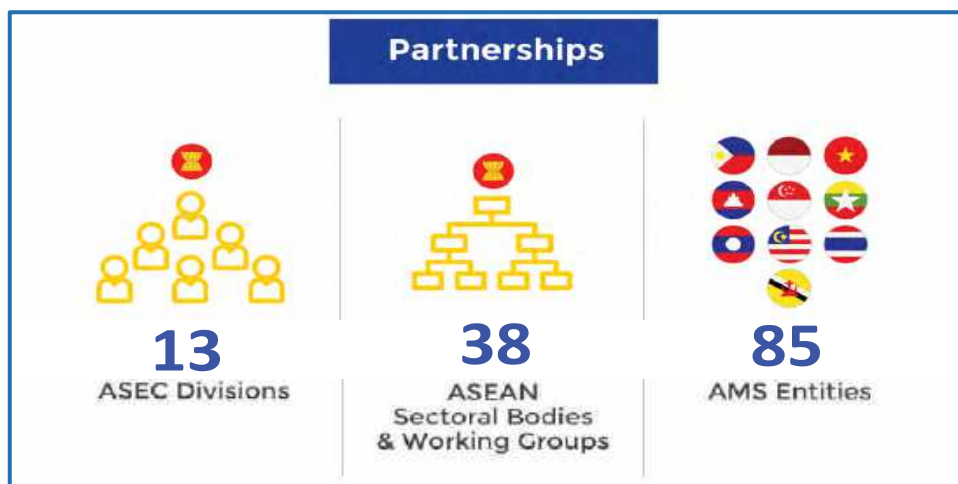 Partnerships
13
ASEC Divisions
38
ASEAN
Sectoral Bodies
& Working Groups
85
AMS Entities